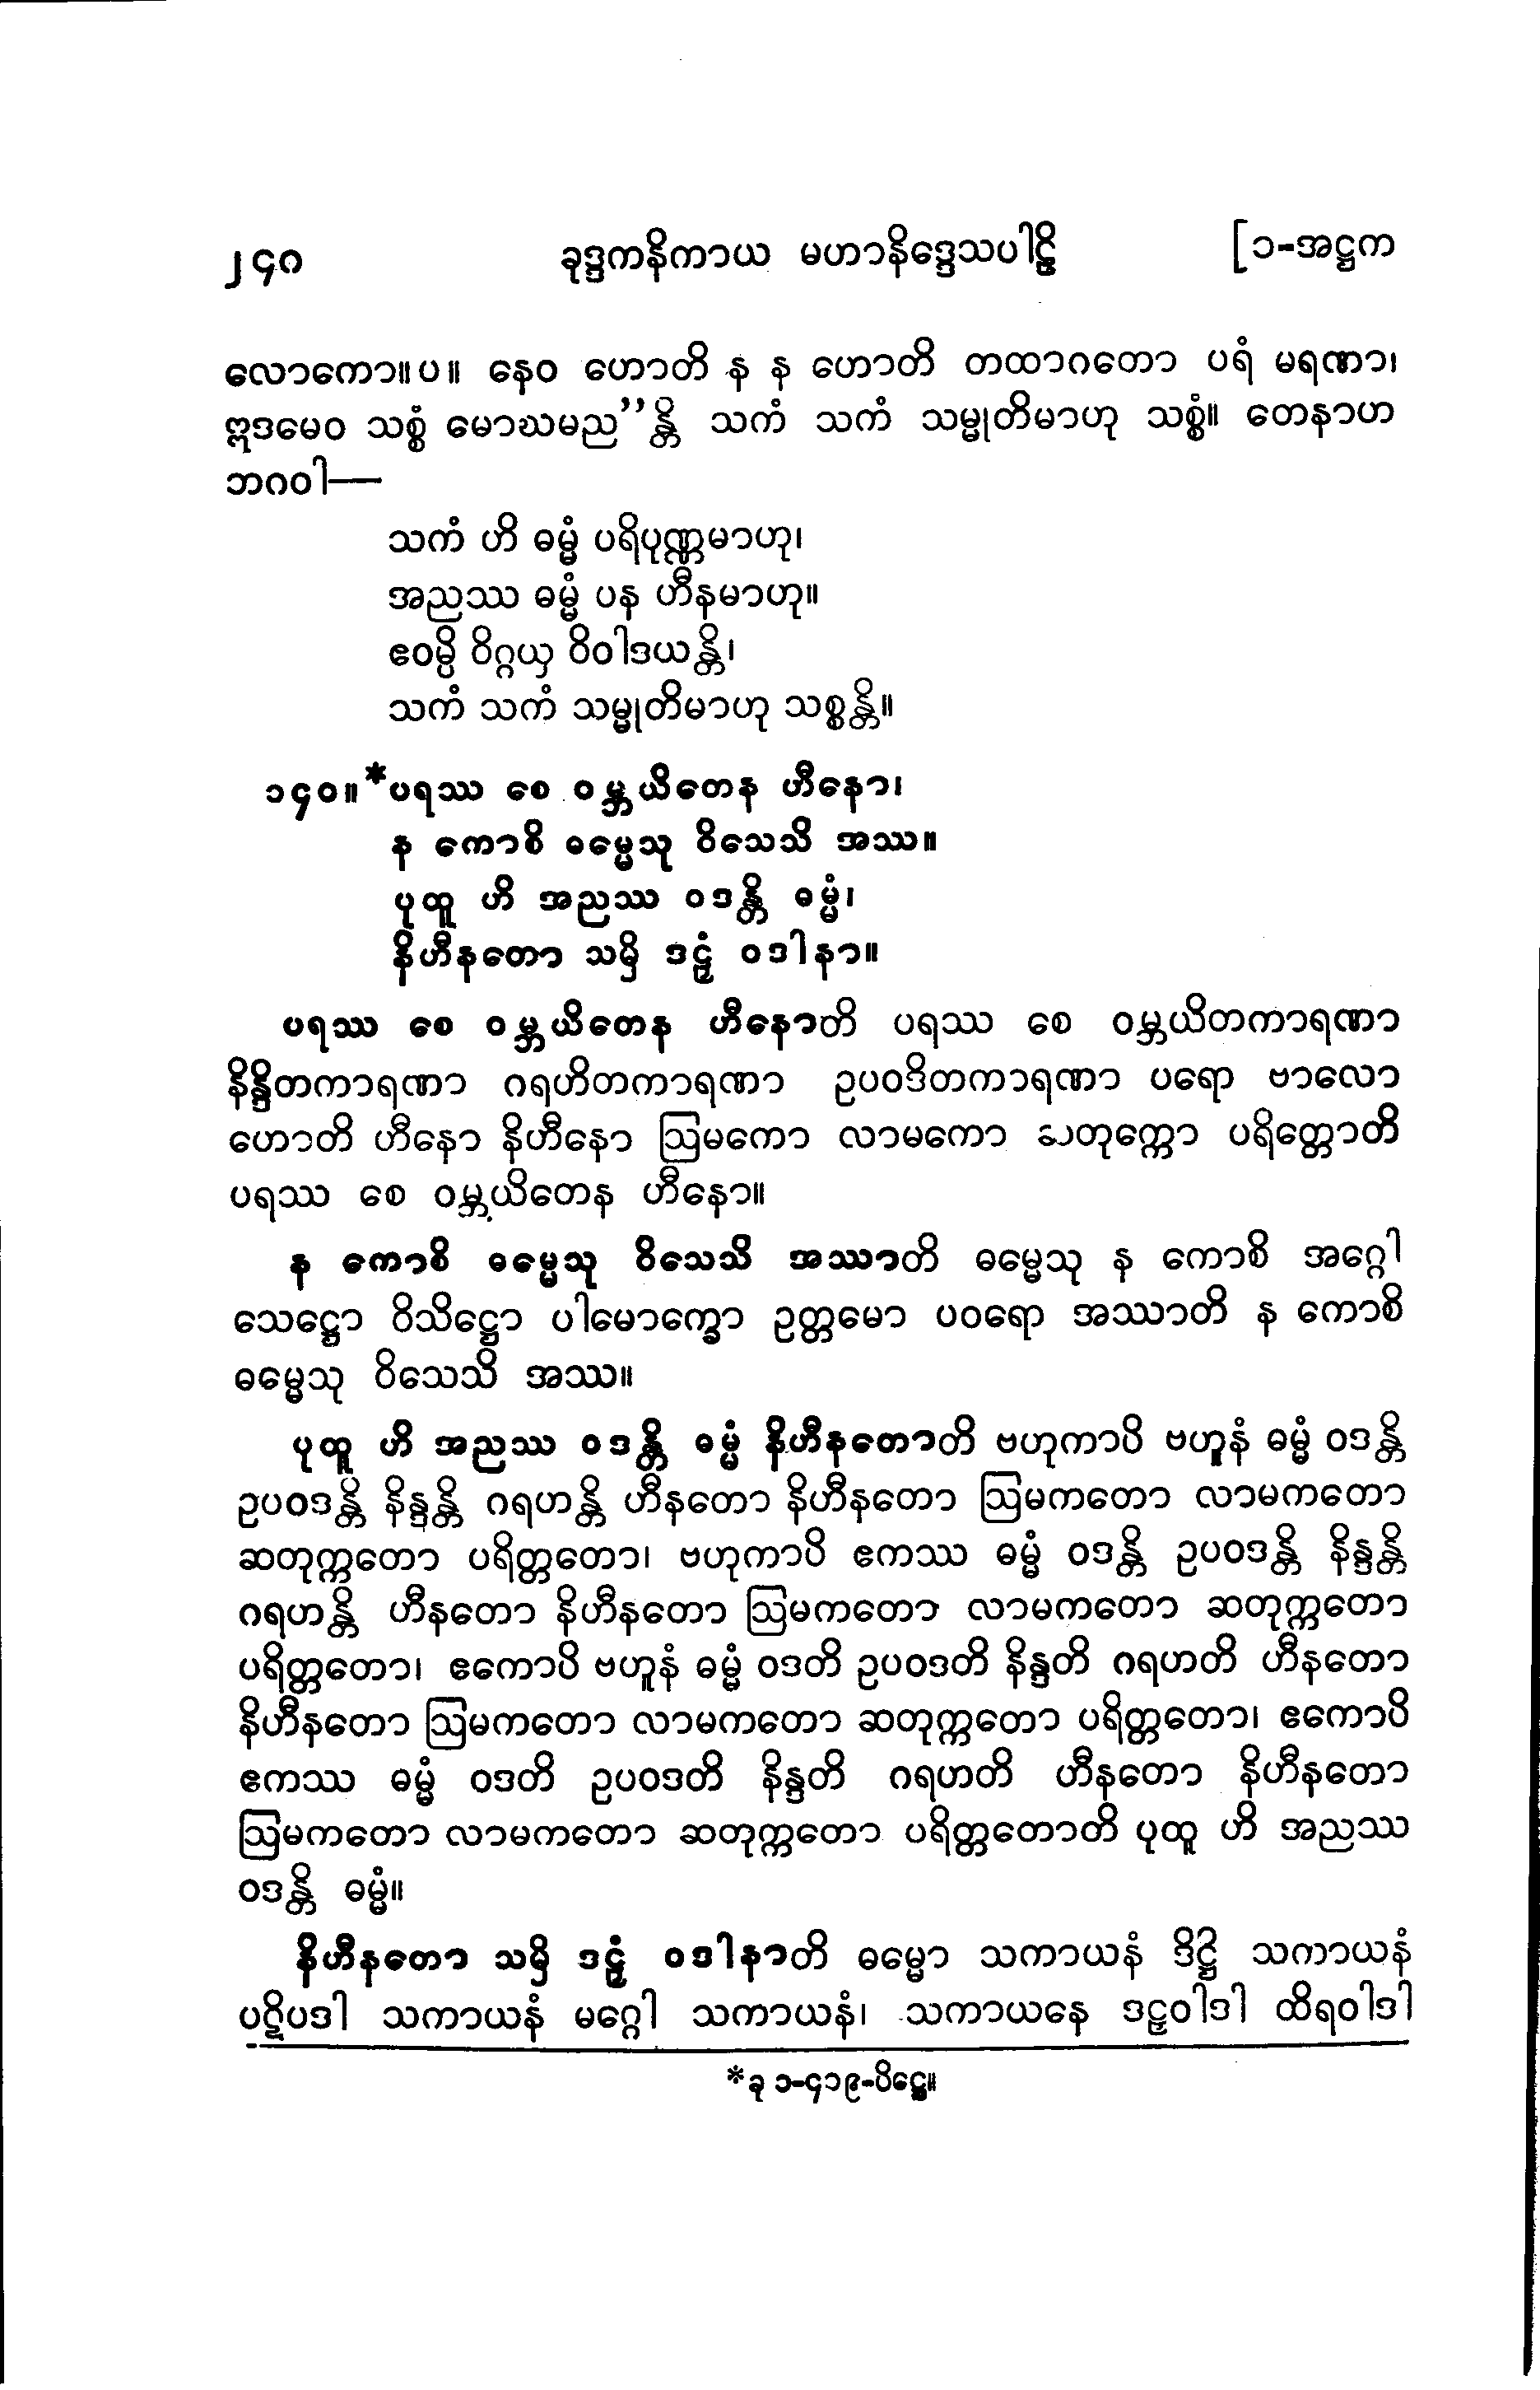 ၂၄၈ ခုဒ္ဒကနိကာယ မဟာနိဒ္ဒေသပါဠိ [၁-အဋ္ဌက
လောကော။ပ။ နေဝ ဟောတိ န န ဟောတိ တထာဂတော ပရံ မရဏာ၊
ဣဒမေဝ သစ္စံ မောဃမည”န္တိ သကံ သကံ သမ္မုတိမာဟု သစ္စံ။ တေနာဟ
ဘဂဝါ—
သကံ ဟိ ဓမ္မံ ပရိပုဏ္ဏမာဟု၊
အညဿ ဓမ္မံ ပန ဟီနမာဟု။
ဧဝမ္ပိ ဝိဂ္ဂယှ ဝိဝါဒယန္တိ၊
သကံ သကံ သမ္မုတိမာဟု သစ္စန္တိ။
၁၄၀။ *ပရဿ စေ ဝမ္ဘယိတေန ဟီနော၊
န ကောစိ ဓမ္မေသု ဝိသေသိ အဿ။
ပုထူ ဟိ အညဿ ဝဒန္တိ ဓမ္မံ၊
နိဟီနတော သမှိ ဒဠှံ ဝဒါနာ။
ပရဿ စေ ဝမ္ဘယိတေန ဟီနောတိ ပရဿ စေ ဝမ္ဘယိတကာရဏာ
နိန္ဒိတကာရဏာ ဂရဟိတကာရဏာ ဥပဝဒိတကာရဏာ ပရော ဗာလော
ဟောတိ ဟီနော နိဟီနော ဩမကော လာမကော ဆတုက္ကော ပရိတ္တောတိ
ပရဿ စေ ဝမ္ဘယိတေန ဟီနော။
န ကောစိ ဓမ္မေသု ဝိသေသိ အဿာတိ ဓမ္မေသု န ကောစိ အဂ္ဂေါ
သေဋ္ဌော ဝိသိဋ္ဌော ပါမောက္ခော ဥတ္တမော ပဝရော အဿာတိ န ကောစိ
ဓမ္မေသု ဝိသေသိ အဿ။
ပုထူ ဟိ အညဿ ဝဒန္တိ ဓမ္မံ နိဟီနတောတိ ဗဟုကာပိ ဗဟူနံ ဓမ္မံ ဝဒန္တိ
ဥပဝဒန္တိ နိန္ဒန္တိ ဂရဟန္တိ ဟီနတော နိဟီနတော ဩမကတော လာမကတော
ဆတုက္ကတော ပရိတ္တတော၊ ဗဟုကာပိ ဧကဿ ဓမ္မံ ဝဒန္တိ ဥပဝဒန္တိ နိန္ဒန္တိ
ဂရဟန္တိ ဟီနတော နိဟီနတော ဩမကတော လာမကတော ဆတုက္ကတော
ပရိတ္တတော၊ ဧကောပိ ဗဟူနံ ဓမ္မံ ဝဒတိ ဥပဝဒတိ နိန္ဒတိ ဂရဟတိ ဟီနတော
နိဟီနတော ဩမကတော လာမကတော ဆတုက္ကတော ပရိတ္တတော၊ ဧကောပိ
ဧကဿ ဓမ္မံ ဝဒတိ ဥပဝဒတိ နိန္ဒတိ ဂရဟတိ ဟီနတော နိဟီနတော
ဩမကတော လာမကတော ဆတုက္ကတော ပရိတ္တတောတိ ပုထူ ဟိ အညဿ
ဝဒန္တိ ဓမ္မံ။
နိဟီနတော သမှိ ဒဠှံ ဝဒါနာတိ ဓမ္မော သကာယနံ ဒိဋ္ဌိ သကာယနံ
ပဋိပဒါ သကာယနံ မဂ္ဂေါ သကာယနံ၊ သကာယနေ ဒဠှဝါဒါ ထိရဝါဒါ
*ခု ၁-၄၁၉-ပိဋ္ဌေ။